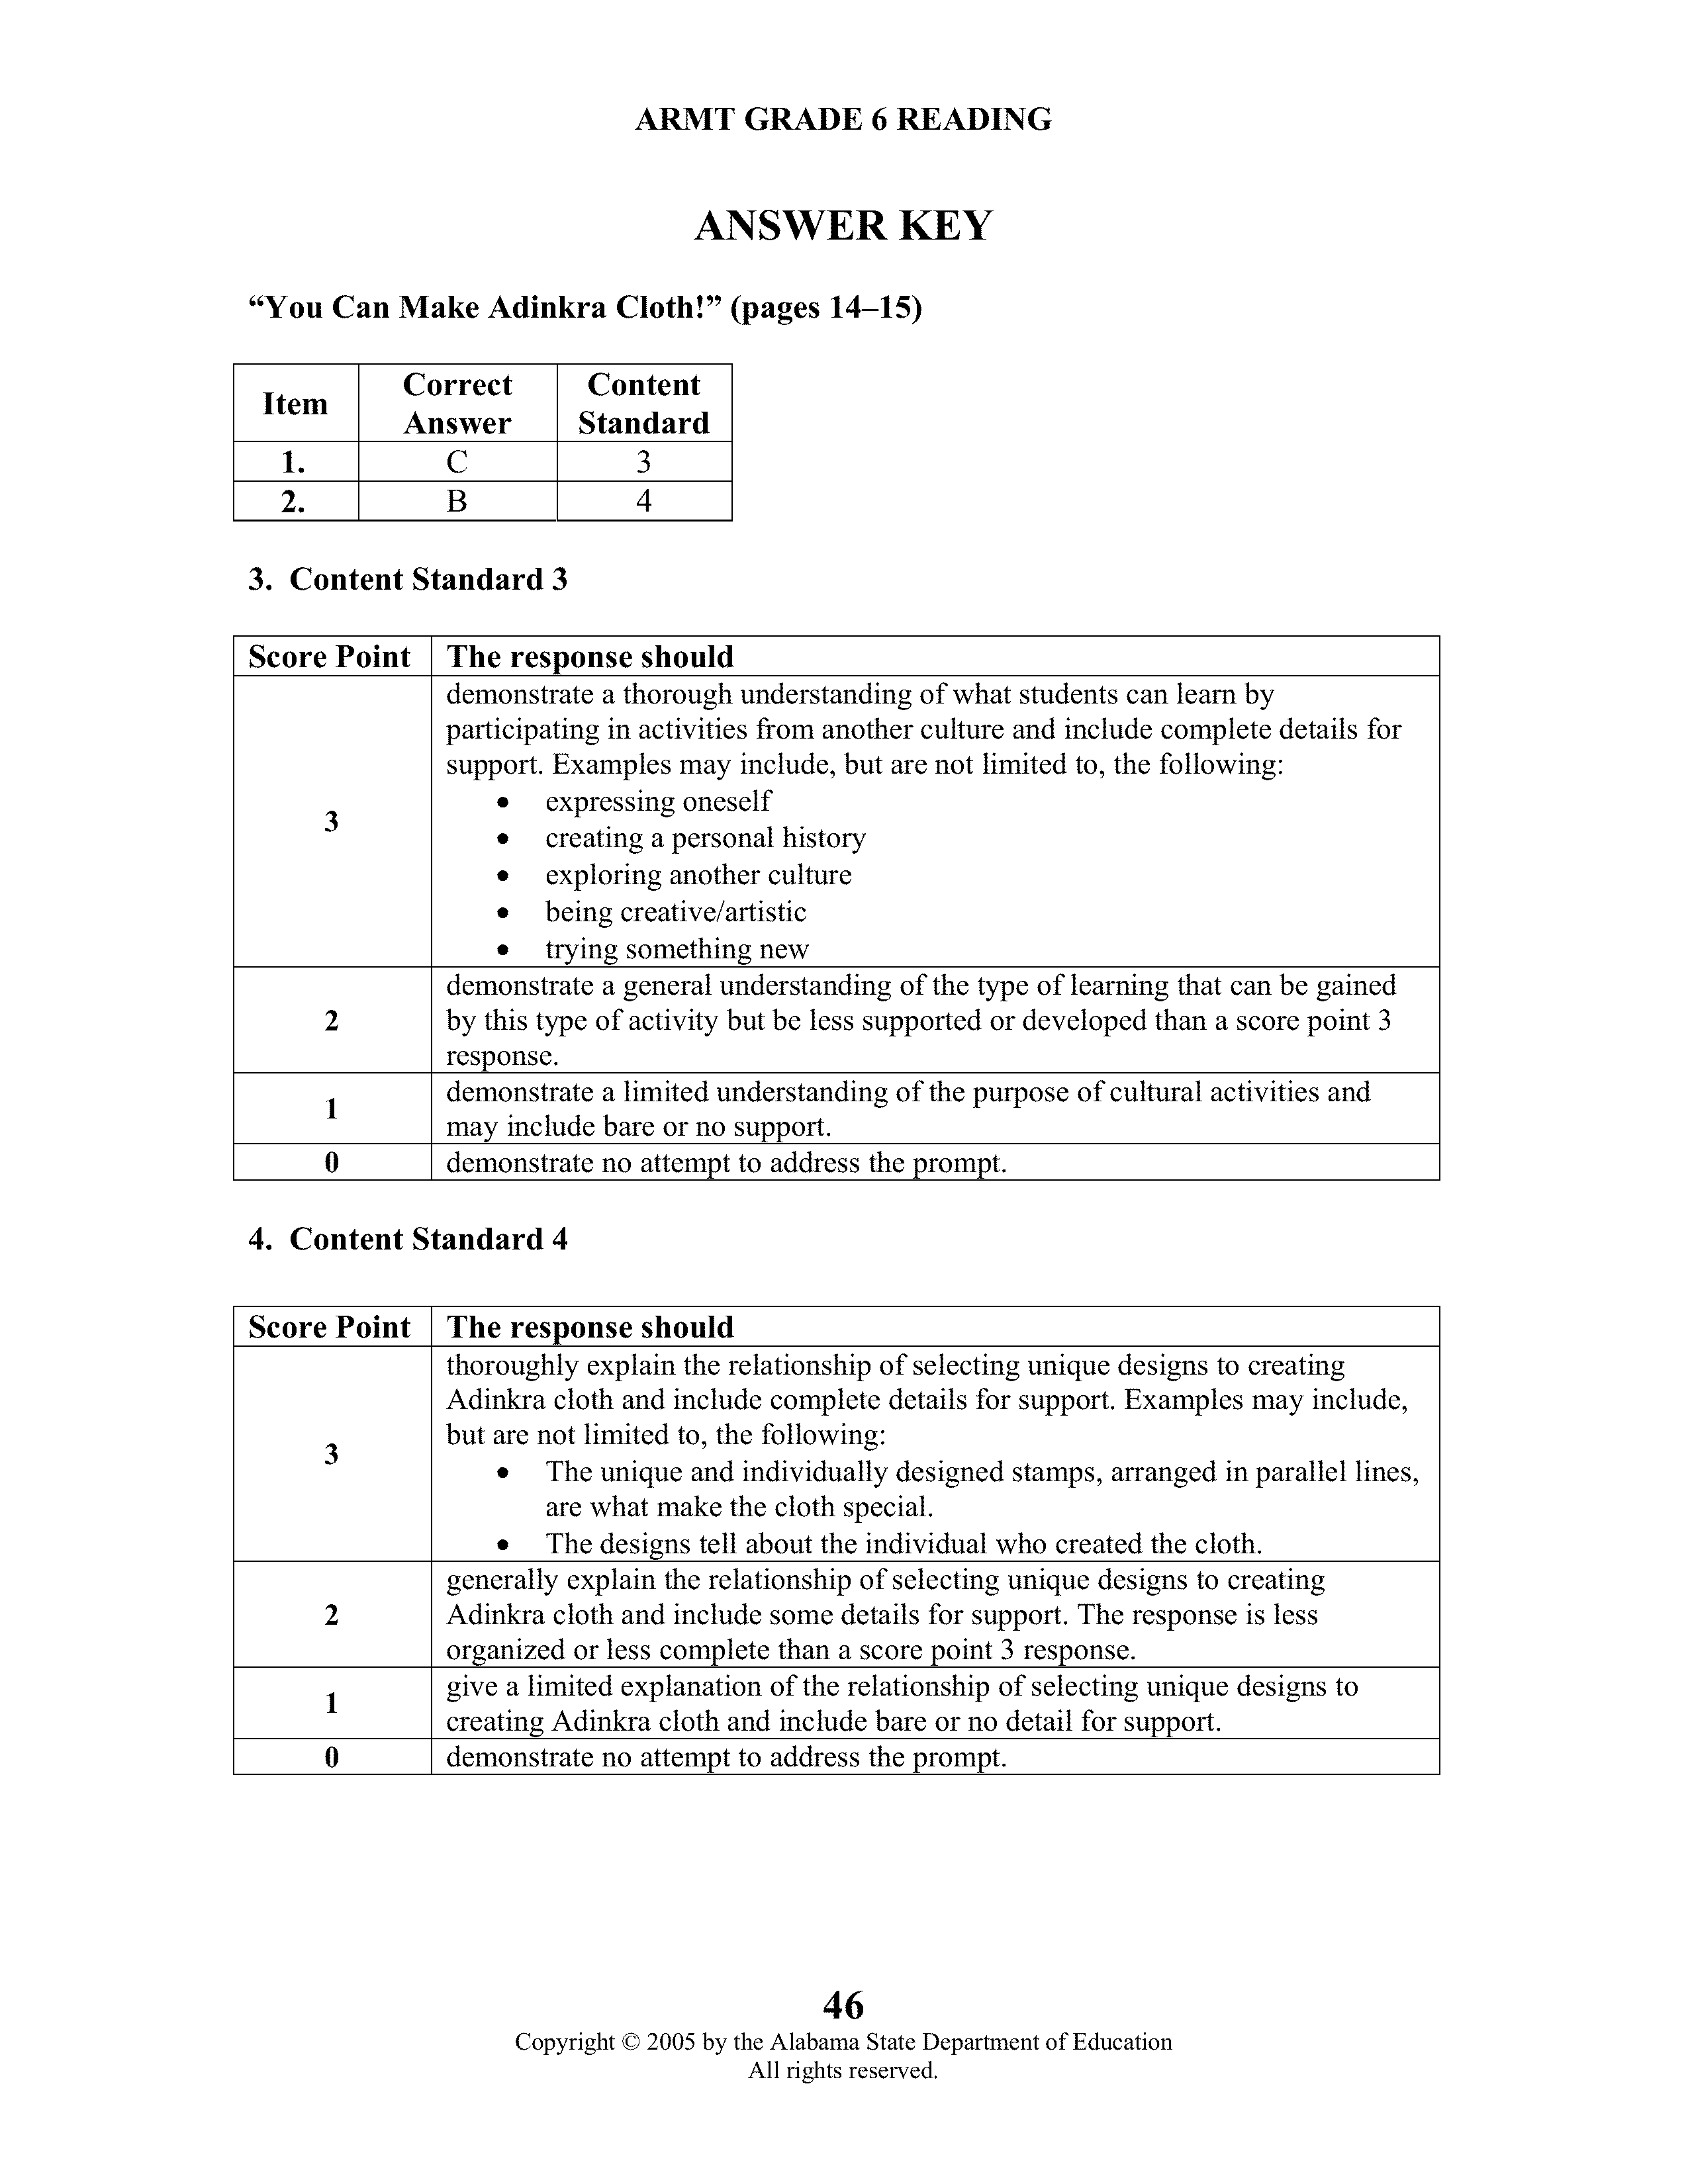 ARMT GRADE 6 READING
ANSWER KEY
“You Can Make Adinkra Cloth!” (pages 14–15)
Item Correct Answer Content Standard
1. C 3
2. B 4
3. Content Standard 3
Score Point The response should
3
demonstrate a thorough understanding of what students can learn by
participating in activities from another culture and include complete details for
support. Examples may include, but are not limited to, the following:
• expressing oneself
• creating a personal history
• exploring another culture
• being creative/artistic
• trying something new
2
demonstrate a general understanding of the type of learning that can be gained
by this type of activity but be less supported or developed than a score point 3
response.
1
demonstrate a limited understanding of the purpose of cultural activities and
may include bare or no support.
0 demonstrate no attempt to address the prompt.
4. Content Standard 4
Score Point The response should
3
thoroughly explain the relationship of selecting unique designs to creating
Adinkra cloth and include complete details for support. Examples may include,
but are not limited to, the following:
• The unique and individually designed stamps, arranged in parallel lines,
are what make the cloth special.
• The designs tell about the individual who created the cloth.
2
generally explain the relationship of selecting unique designs to creating
Adinkra cloth and include some details for support. The response is less
organized or less complete than a score point 3 response.
1
give a limited explanation of the relationship of selecting unique designs to
creating Adinkra cloth and include bare or no detail for support.
0 demonstrate no attempt to address the prompt.
46
Copyright © 2005 by the Alabama State Department of Education
All rights reserved.